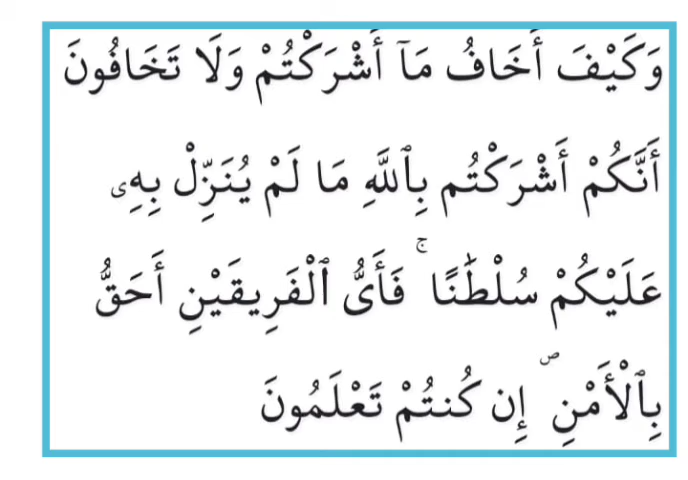 وَكَيْفَ أَخَافُ مَآ أَشْرَكْتُمْ وَلَا تَخَافُونَ
أَنَّكُمْ أَشْرَكْتُم بِٱللَّهِ مَا لَمْ يُنَزِّلْ بِهِۦ
عَلَيْكُمْ سُلْطَٰنًا ۚ فَأَىُّ ٱلْفَرِيقَيْنِ أَحَقُّ
بِٱلْأَمْنِ ۖ إِن كُنتُمْ تَعْلَمُونَ